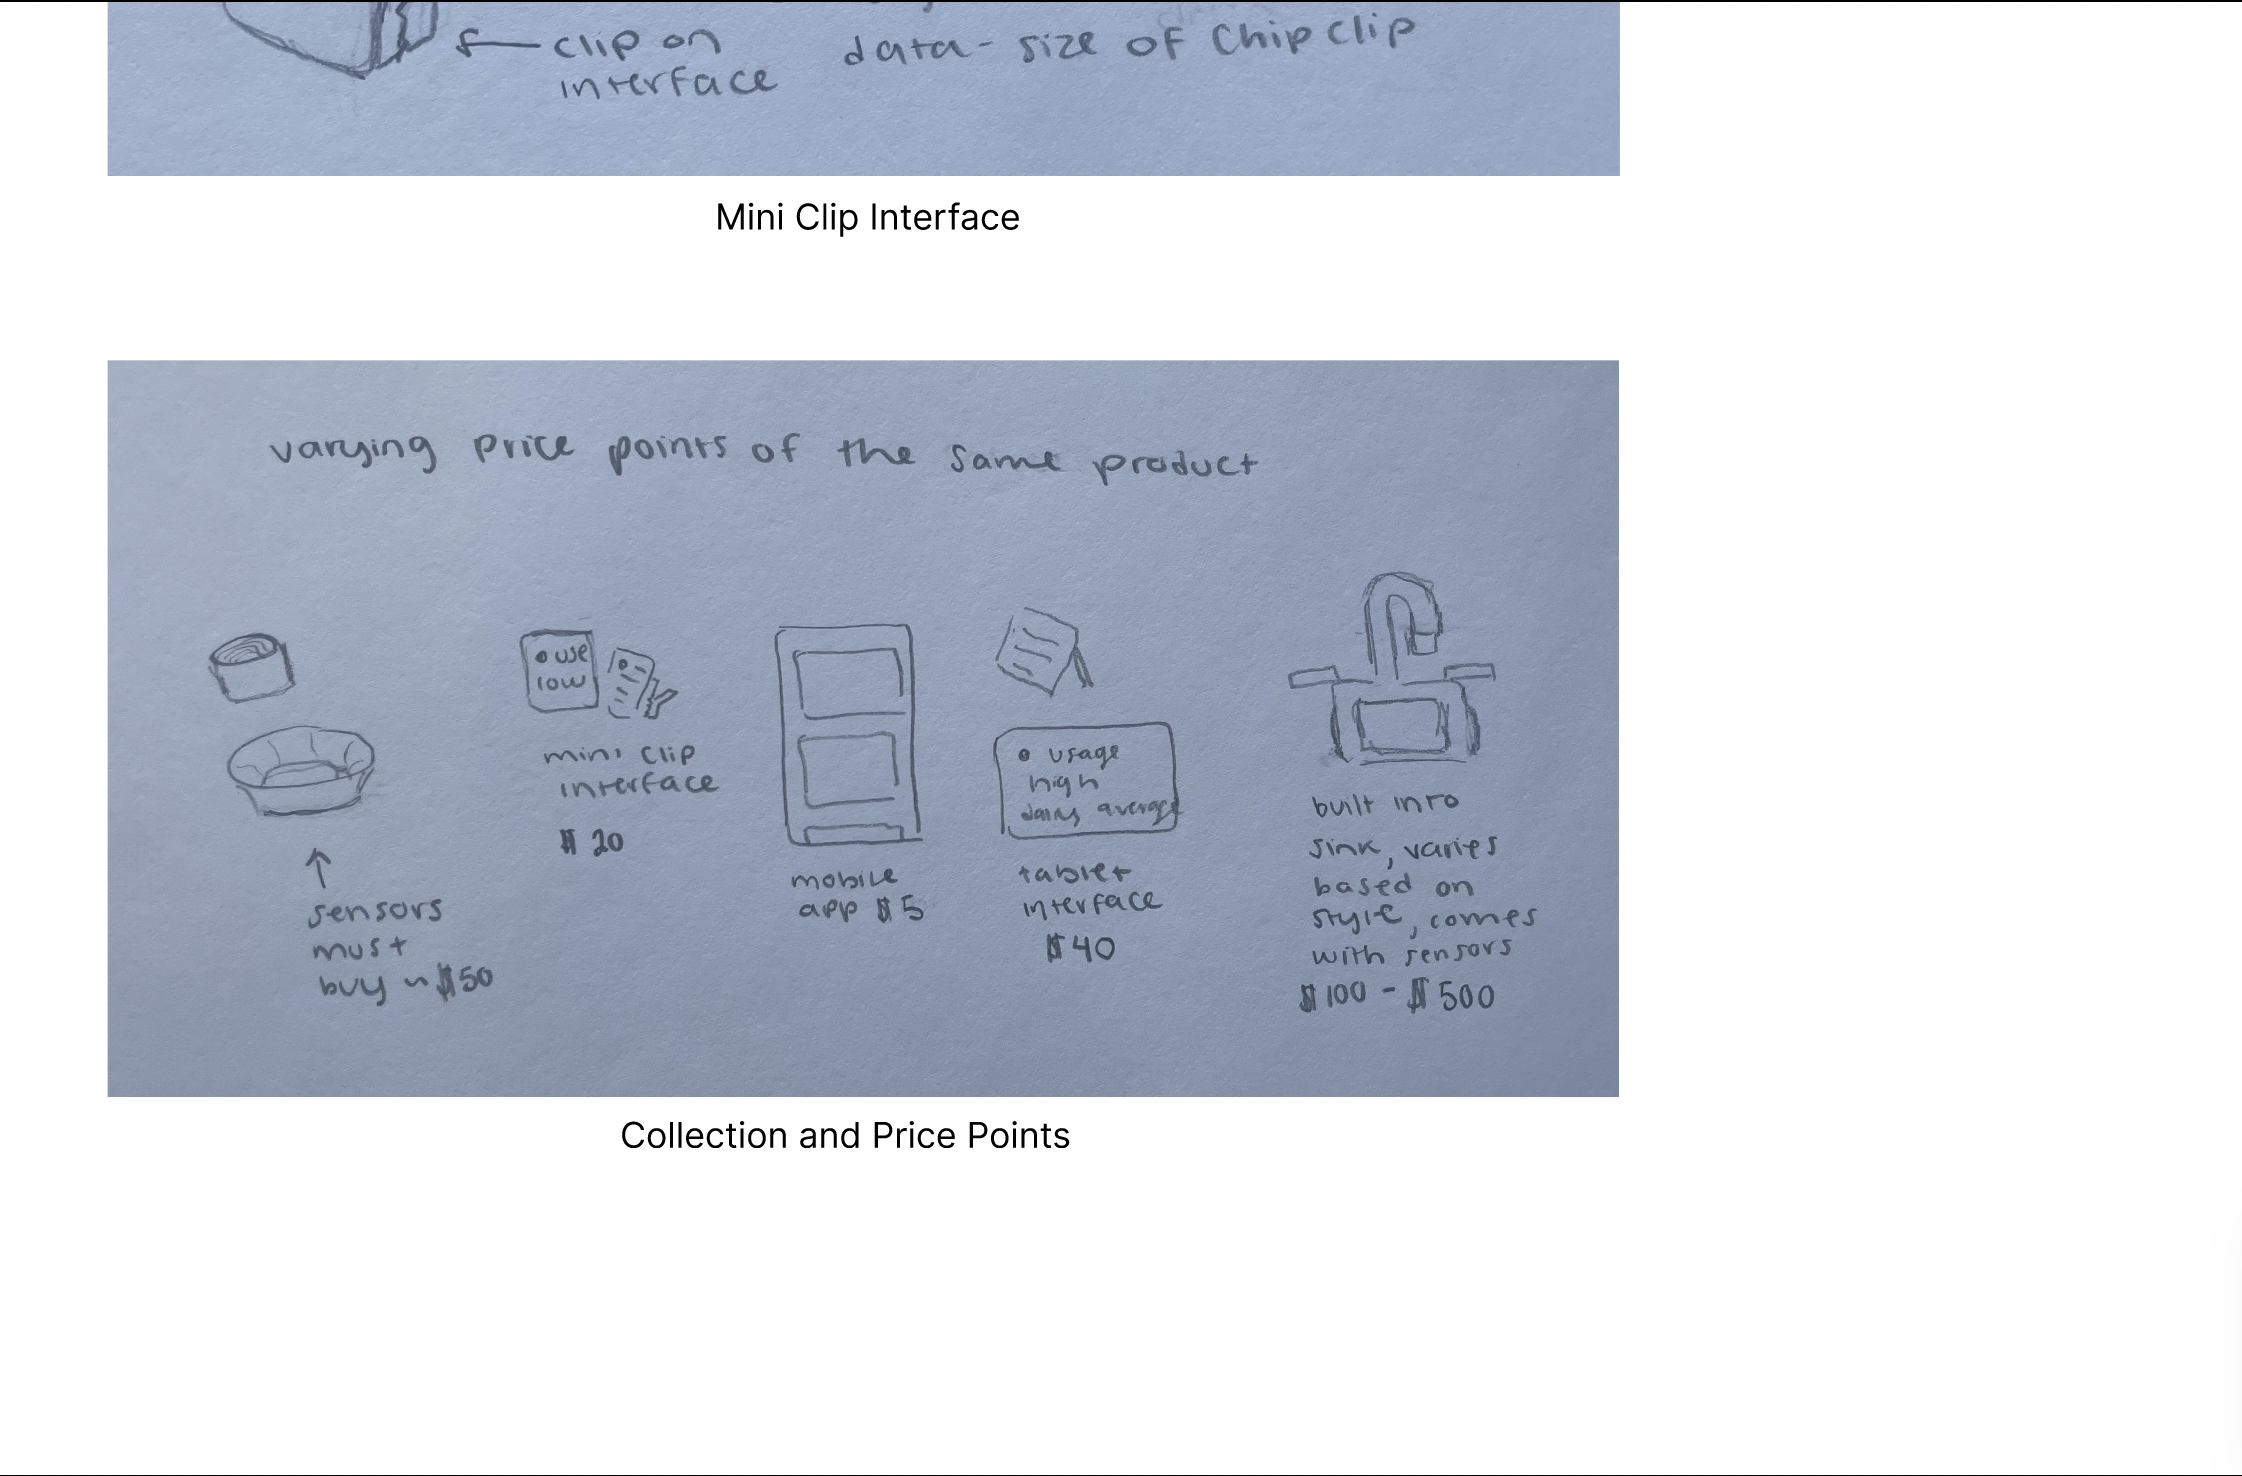 clip on
interface
data - size of Chip clip
Mini Clip Interface
varying price points of the same product
sensors
must
buy ~ $50
• use
low
mini clip
interface
$ 20
mobile
app $5
• usage
high
daily average
tablet
interface
$40
built into
sink, varies
based on
style, comes
with sensors
$100 - $500
Collection and Price Points